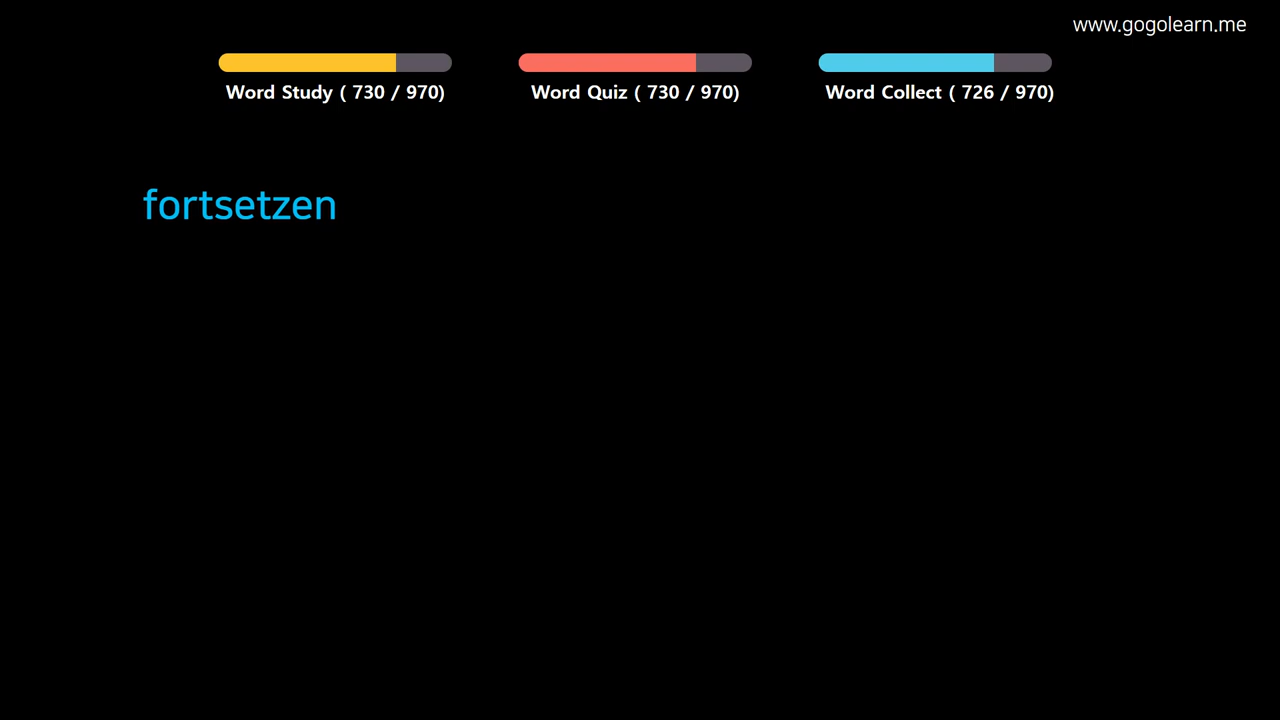 www.gogolearn.me
Word Study ( 730 / 970)
Word Quiz ( 730 / 970)
Word Collect ( 726 / 970)
fortsetzen